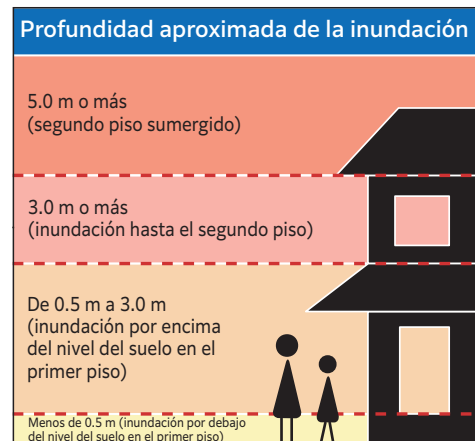 Profundidad aproximada de la inundación
5.0 m o más
(segundo piso sumergido)
3.0 m o más
(inundación hasta el segundo piso)
De 0.5 m a 3.0 m
(inundación por encima
del nivel del suelo en el
primer piso)
Menos de 0.5 m (inundación por debajo
del nivel del suelo en el primer piso)